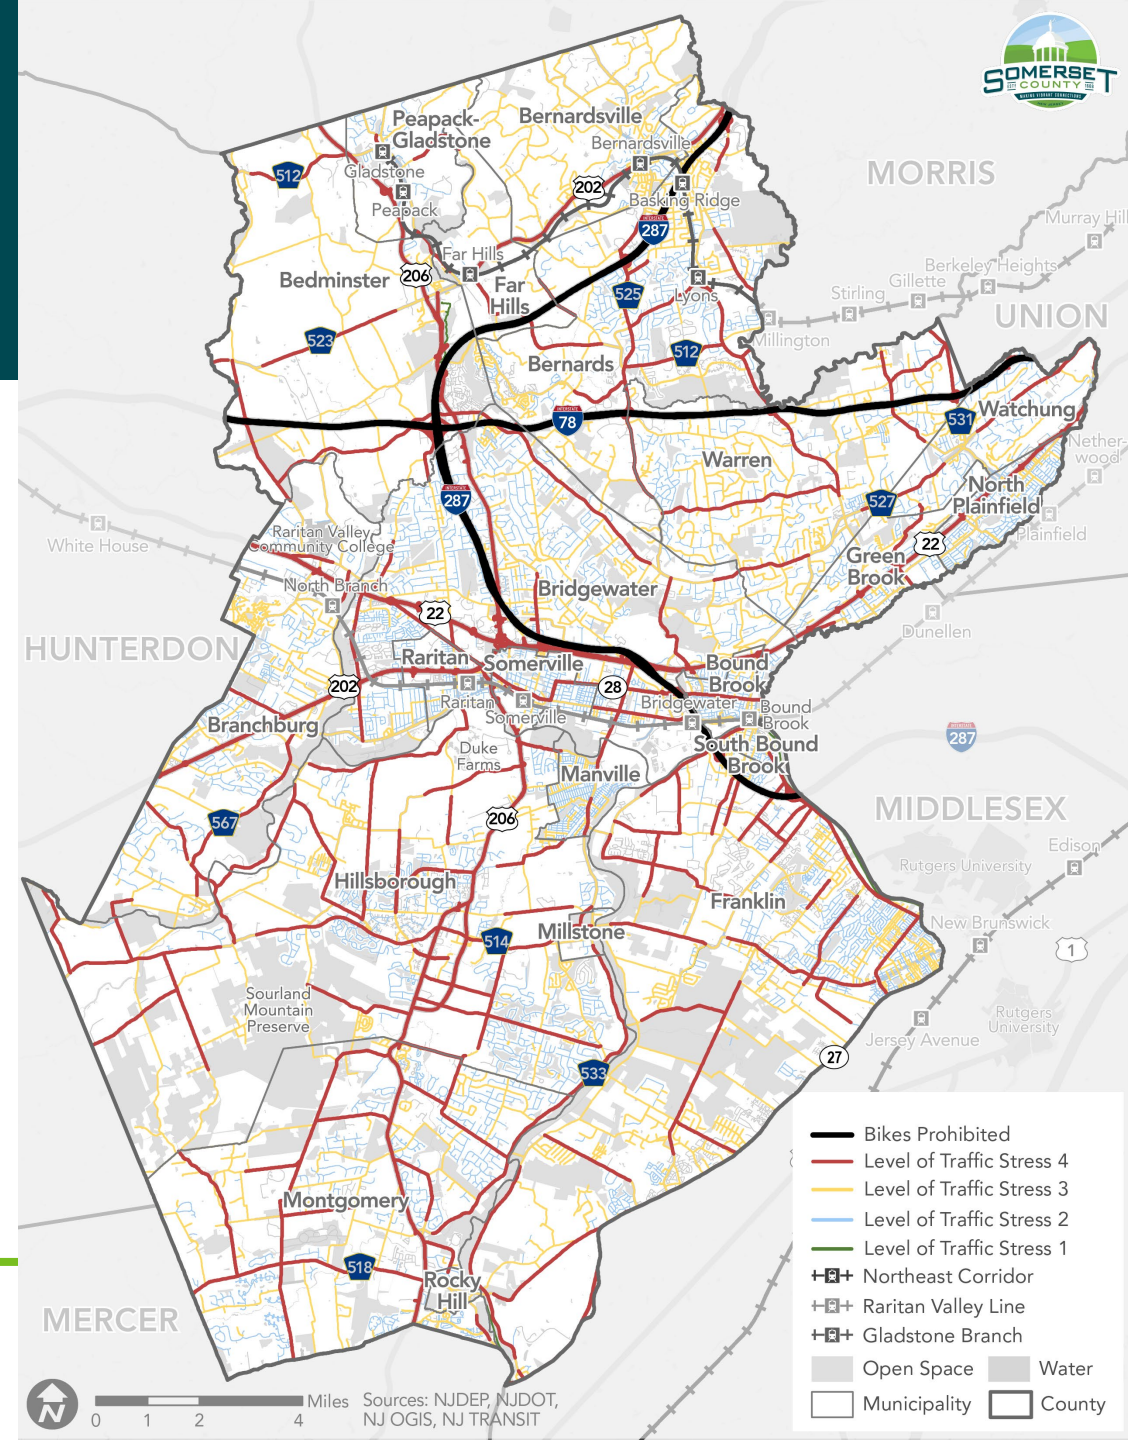 SOMERSET
COUNTY
MORRIS
Peapack-
Gladstone
Bernardsville
Bernardsville
Gladstone
512
202
Peapack
Basking Ridge
287
Murray Hill
Far Hills
Berkeley Heights
Gillette
206
Bedminster
Far
Hills
525
Lyons
Stirling
UNION
Millington
523
512
Bernards
78
531
Watchung
Warren
Nether-
wood
287
527
North
Plainfield
Raritan Valley
Community College
White House
22
Plainfield
Green
Brook
North Branch
Bridgewater
22
Dunellen
HUNTERDON
Raritan
Somerville
Bound
Brook
202
28
Raritan
Somerville
Bridgewater
Bound
Brook
Branchburg
287
Duke
Farms
South Bound
Brook
Manville
MIDDLESEX
567
206
Edison
Rutgers University
Hillsborough
Franklin
New Brunswick
514
Millstone
1
Sourland
Mountain
Preserve
Rutgers
University
Jersey Avenue
27
533
Montgomery
518
Rocky
Hill
MERCER
Bikes Prohibited
Level of Traffic Stress 4
Level of Traffic Stress 3
Level of Traffic Stress 2
Level of Traffic Stress 1
Northeast Corridor
Raritan Valley Line
Gladstone Branch
Open Space
Water
Municipality
County
N
Miles
0 1 2 4
Sources: NJDEP, NJDOT,
NJ OGIS, NJ TRANSIT